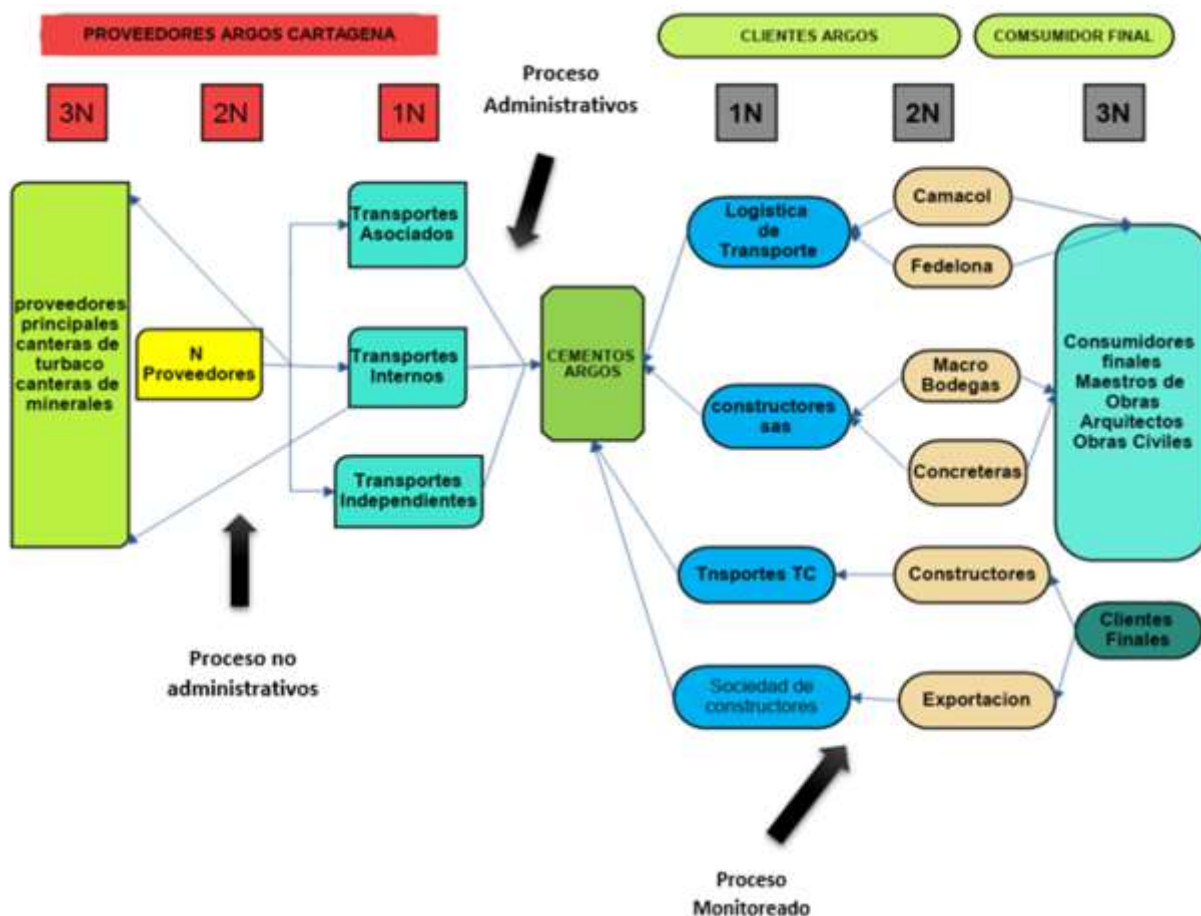 PROVEEDORES ARGOS CARTAGENA
CLIENTES ARGOS
COMSUMIDOR FINAL
Proceso
Administrativos
3N
2N
1N
1N
2N
3N
proveedores
principales
canteras de
turbaco
canteras de
minerales
N
Proveedores
Transportes
Asociados
Transportes
Internos
Transportes
Independientes
CEMENTOS
ARGOS
Logistica
de
Transporte
constructores
sas
Tnsportes TC
Sociedad de
constructores
Camacol
Fedelona
Macro
Bodegas
Concreteras
Constructores
Exportacion
Consumidores
finales
Maestros de
Obras
Arquitectos
Obras Cíviles
Clientes
Finales
Proceso no
administrativos
Proceso
Monitoreado